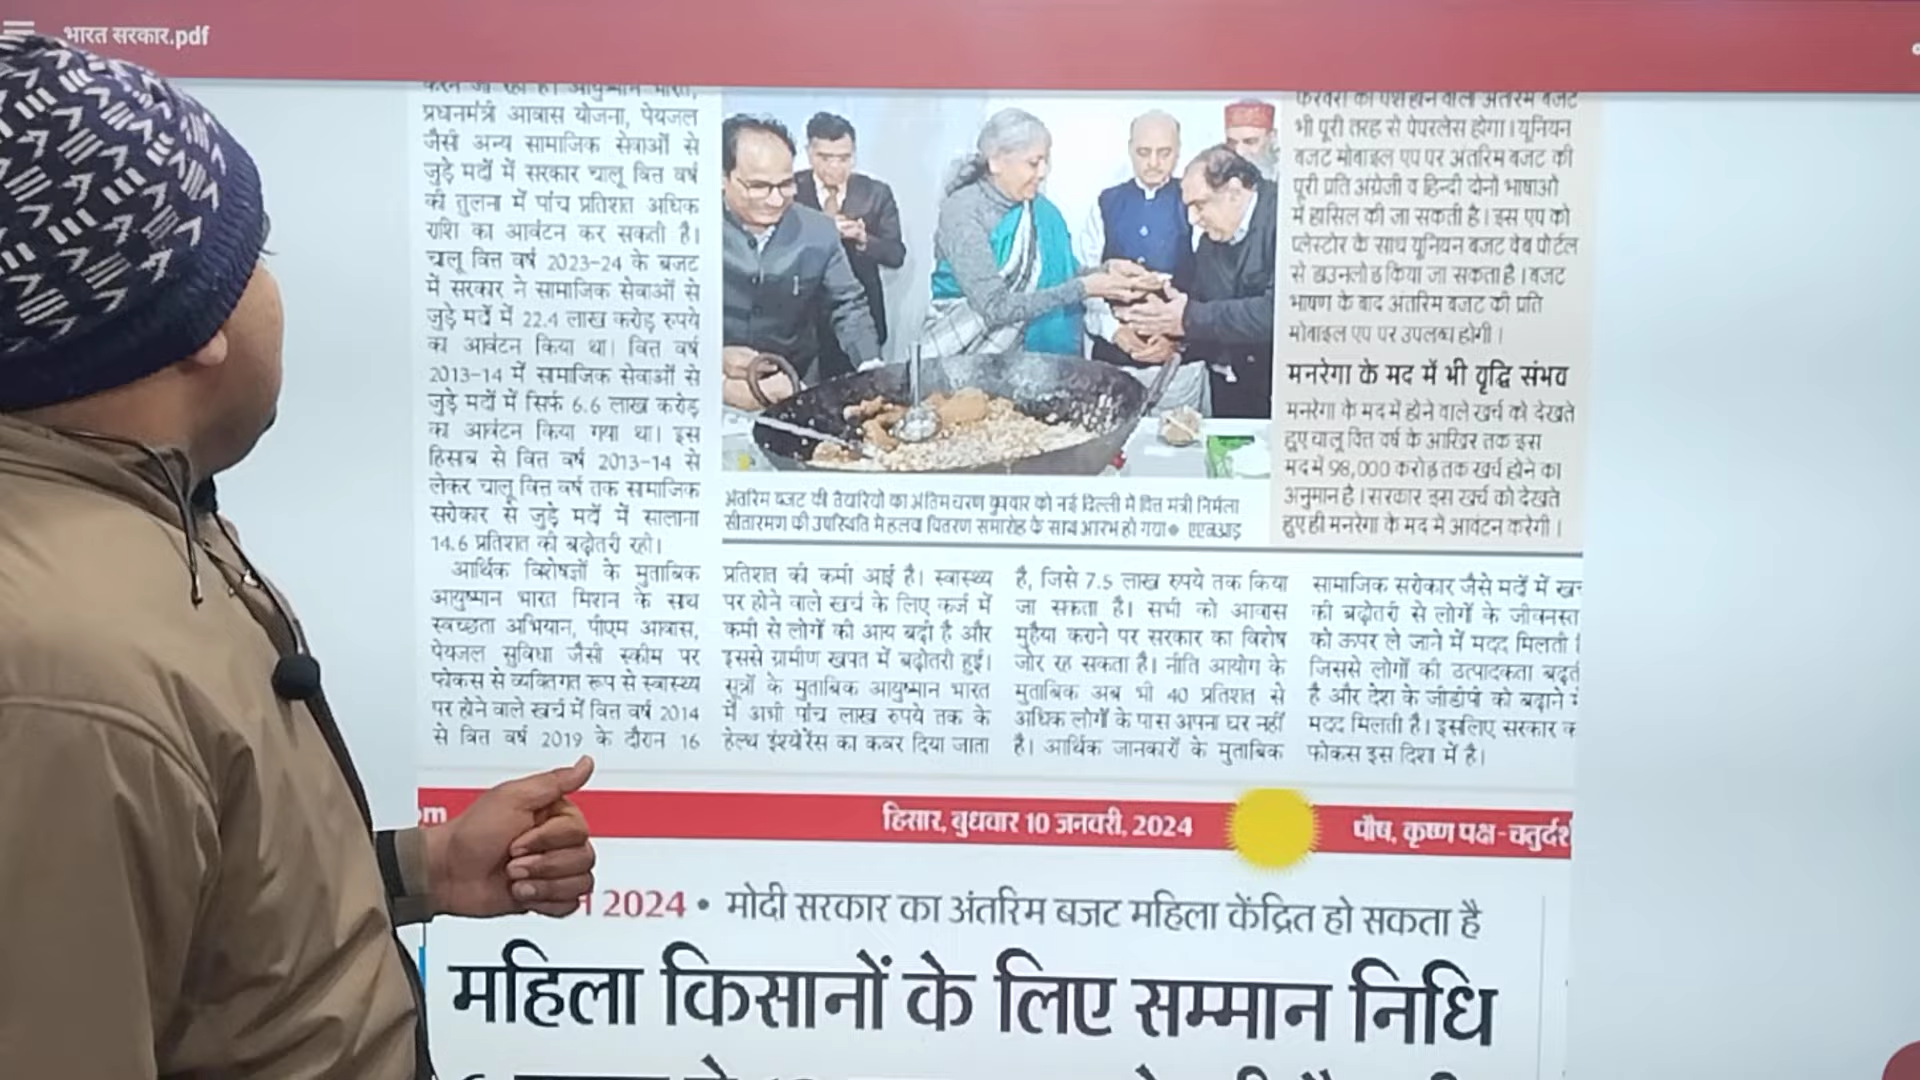 भारत सरकार.pdf
प्रधानमंत्री आवास योजना, पेयजल
जैसी अन्य सामाजिक सेवाओं से
जुड़े मदों में सरकार चालू वित्त वर्ष
की तुलना में पांच प्रतिशत अधिक
राशि का आवंटन कर सकती है।
चालू वित्त वर्ष 2023-24 के बजट
में सरकार ने सामाजिक सेवाओं से
जुड़े मदों में 22.4 लाख करोड़ रुपये
का आवंटन किया था। वित्त वर्ष
2013-14 में सामाजिक सेवाओं से
जुड़े मदों में सिर्फ 6.6 लाख करोड़
का आवंटन किया गया था। इस
हिसाब से वित्त वर्ष 2013-14 से
लेकर चालू वित्त वर्ष तक सामाजिक
सरोकार से जुड़े मदों में सालाना
14.6 प्रतिशत की बढ़ोतरी रही।
आर्थिक विशेषज्ञों के मुताबिक
आयुष्मान भारत मिशन के साथ
स्वच्छता अभियान, पीएम आवास,
पेयजल सुविधा जैसी स्कीम पर
फोकस से व्यक्तिगत रूप से स्वास्थ्य
पर होने वाले खर्च में वित्त वर्ष 2014
से वित्त वर्ष 2019 के दौरान 16
अंतरिम बजट की तैयारियों का अंतिम चरण बुधवार को नई दिल्ली में वित्त मंत्री निर्मला
सीतारमण की उपस्थिति में हलवा वितरण समारोह के साथ आरंभ हो गया● एएनआइ
प्रतिशत की कमी आई है। स्वास्थ्य
पर होने वाले खर्च के लिए कर्ज में
कमी से लोगों की आय बढ़ी है और
इससे ग्रामीण खपत में बढ़ोतरी हुई।
सूत्रों के मुताबिक आयुष्मान भारत
में अभी पांच लाख रुपये तक के
हेल्थ इंश्योरेंस का कवर दिया जाता
है, जिसे 7.5 लाख रुपये तक किया
जा सकता है। सभी को आवास
मुहैया कराने पर सरकार का विशेष
जोर रह सकता है। नीति आयोग के
मुताबिक अब भी 40 प्रतिशत से
अधिक लोगों के पास अपना घर नहीं
है। आर्थिक जानकारों के मुताबिक
सामाजिक सरोकार जैसे मदों में
की बढ़ोतरी से लोगों के
को ऊपर ले जाने में मदद मिलती
जिससे लोगों की उत्पादकता
है और देश के जीडीपी को बढ़ाने
मदद मिलती है। इसलिए सरकार
फोकस इस दिशा में है।
फरवरी को पेश होने वाला अंतरिम बजट
भी पूरी तरह से पेपरलेस होगा। यूनियन
बजट मोबाइल एप पर अंतरिम बजट की
पूरी प्रति अंग्रेजी व हिन्दी दोनों भाषाओं
में हासिल की जा सकती है। इस एप को
प्लेस्टोर के साथ यूनियन बजट वेब पोर्टल
से डाउनलोड किया जा सकता है। बजट
भाषण के बाद अंतरिम बजट की प्रति
मोबाइल एप पर उपलब्ध होगी।
मनरेगा के मद में भी वृद्धि संभव
मनरेगा के मद में होने वाले खर्च को देखते
हुए चालू वित्त वर्ष के आखिर तक इस
मद में 98,000 करोड़ तक खर्च होने का
अनुमान है। सरकार इस खर्च को देखते
हुए ही मनरेगा के मद में आवंटन करेगी।
om
हिसार, बुधवार 10 जनवरी, 2024
पौष, कृष्ण पक्ष-
2024 • मोदी सरकार का अंतरिम बजट महिला केंद्रित हो सकता है
महिला किसानों के लिए सम्मान निधि